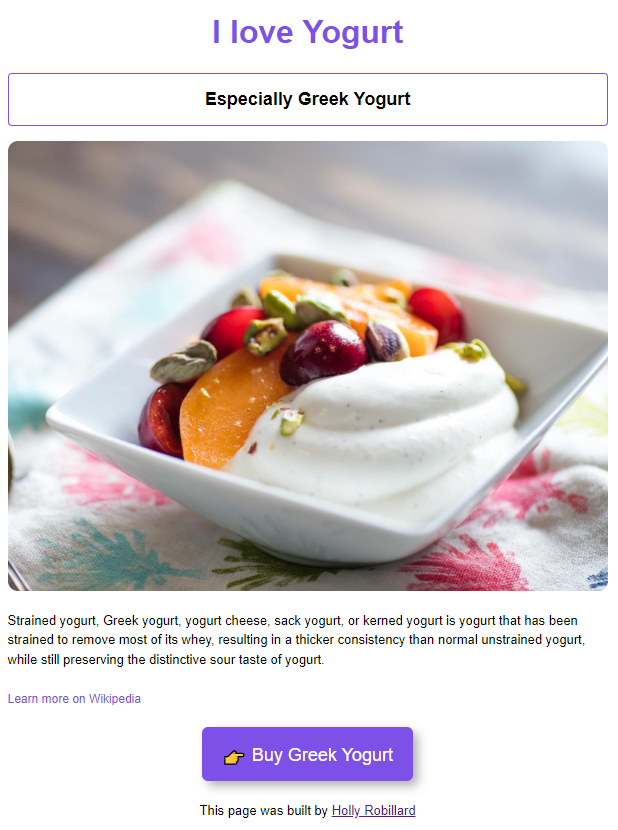 I love Yogurt
Especially Greek Yogurt
Strained yogurt, Greek yogurt, yogurt cheese, sack yogurt, or kerned yogurt is yogurt that has been
strained to remove most of its whey, resulting in a thicker consistency than normal unstrained yogurt,
while still preserving the distinctive sour taste of yogurt.
Learn more on Wikipedia
👉 Buy Greek Yogurt
This page was built by Holly Robillard